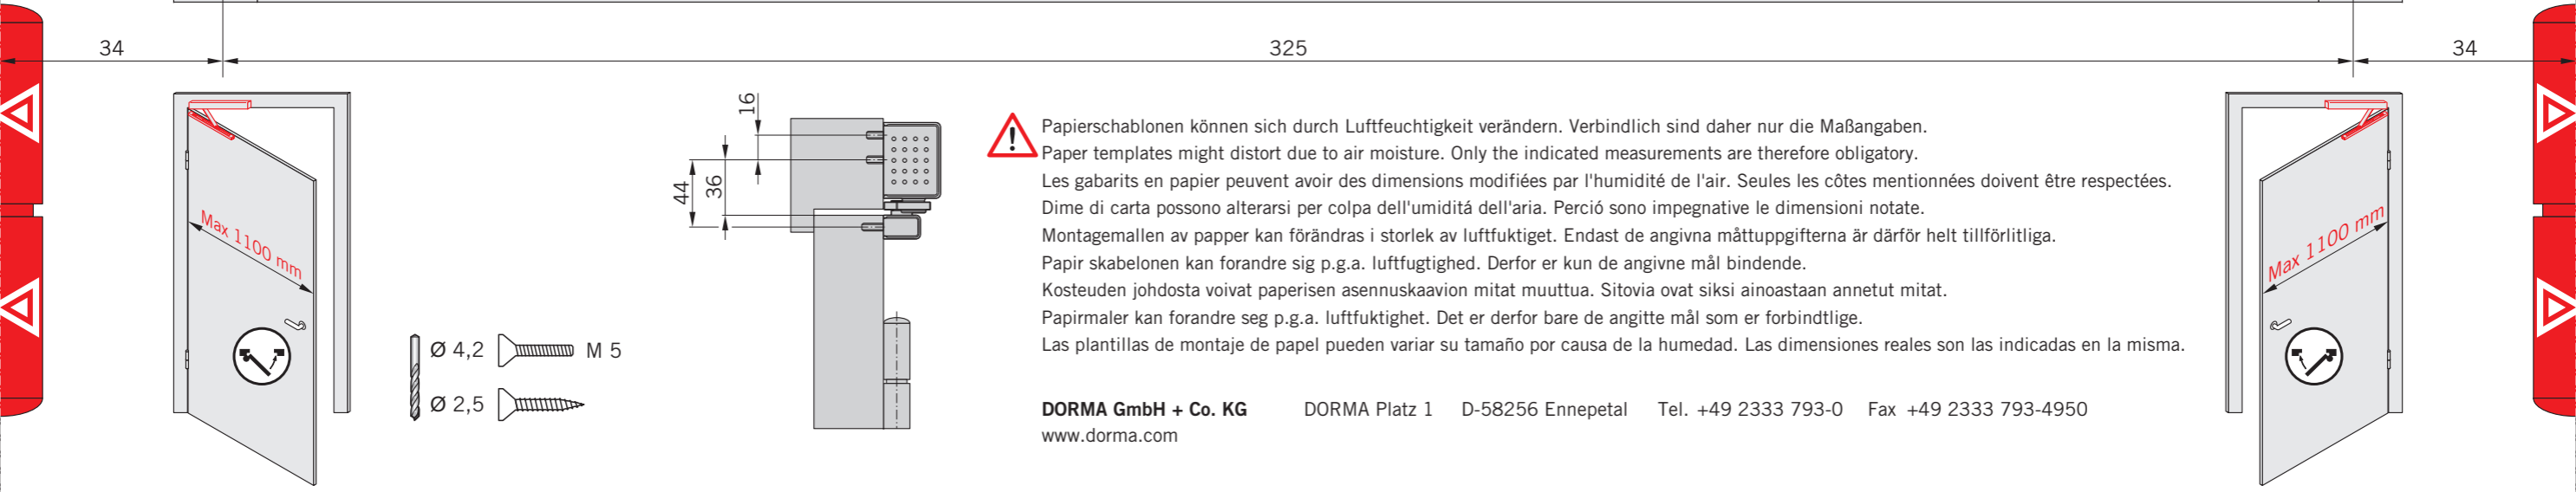 34 325 34
Max 1100 mm
Ø 4,2 M 5
Ø 2,5
16
44 36
Papierschablonen können sich durch Luftfeuchtigkeit verändern. Verbindlich sind daher nur die Maßangaben.
Paper templates might distort due to air moisture. Only the indicated measurements are therefore obligatory.
Les gabarits en papier peuvent avoir des dimensions modifiées par l'humidité de l'air. Seules les côtes mentionnées doivent être respectées.
Dime di carta possono alterarsi per colpa dell'umiditá dell'aria. Perció sono impegnative le dimensioni notate.
Montagemallen av papper kan förändras i storlek av luftfuktiget. Endast de angivna måttuppgifterna är därför helt tillförlitliga.
Papir skabelonen kan forandre sig p.g.a. luftfugtighed. Derfor er kun de angivne mål bindende.
Kosteuden johdosta voivat paperisen asennuskaavion mitat muuttua. Sitovia ovat siksi ainoastaan annetut mitat.
Papirmaler kan forandre seg p.g.a. luftfuktighet. Det er derfor bare de angitte mål som er forbindtlige.
Las plantillas de montaje de papel pueden variar su tamaño por causa de la humedad. Las dimensiones reales son las indicadas en la misma.
DORMA GmbH + Co. KG DORMA Platz 1 D-58256 Ennepetal Tel. +49 2333 793-0 Fax +49 2333 793-4950
www.dorma.com
Max 1100 mm